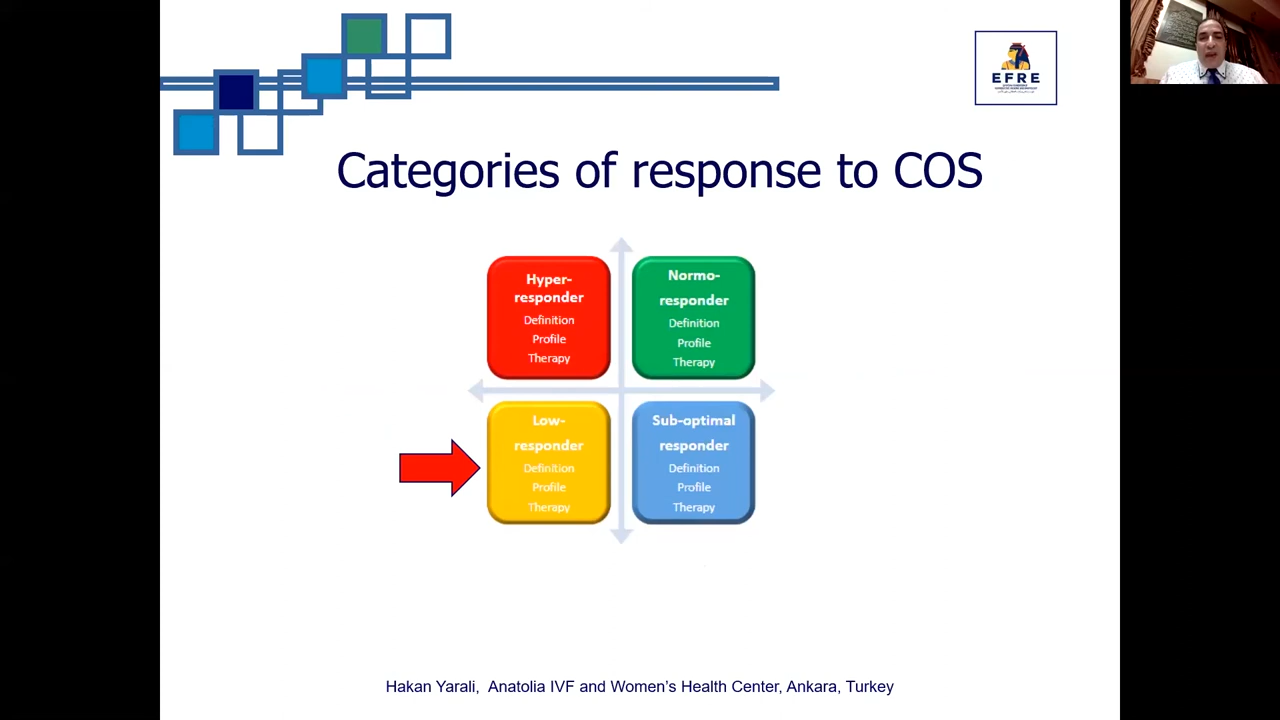 EFRE
Categories of response to COS
Hyper-
responder
Definition
Profile
Therapy
Normo-
responder
Definition
Profile
Therapy
Low-
responder
Definition
Profile
Therapy
Sub-optimal
responder
Definition
Profile
Therapy
Hakan Yarali, Anatolia IVF and Women's Health Center, Ankara, Turkey